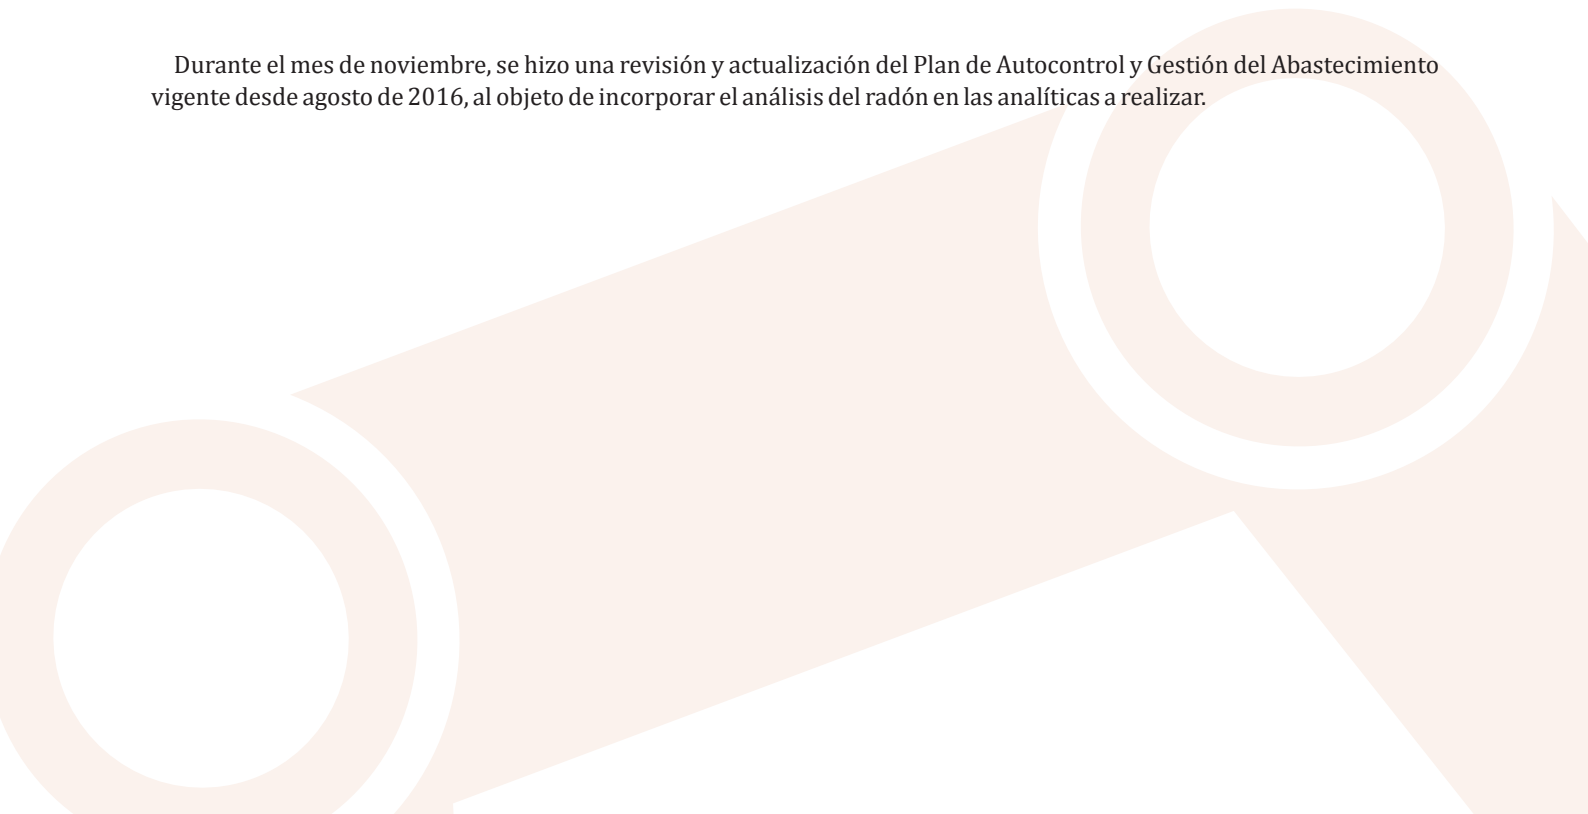 Durante el mes de noviembre, se hizo una revisión y actualización del Plan de Autocontrol y Gestión del Abastecimiento
vigente desde agosto de 2016, al objeto de incorporar el análisis del radón en las analíticas a realizar.